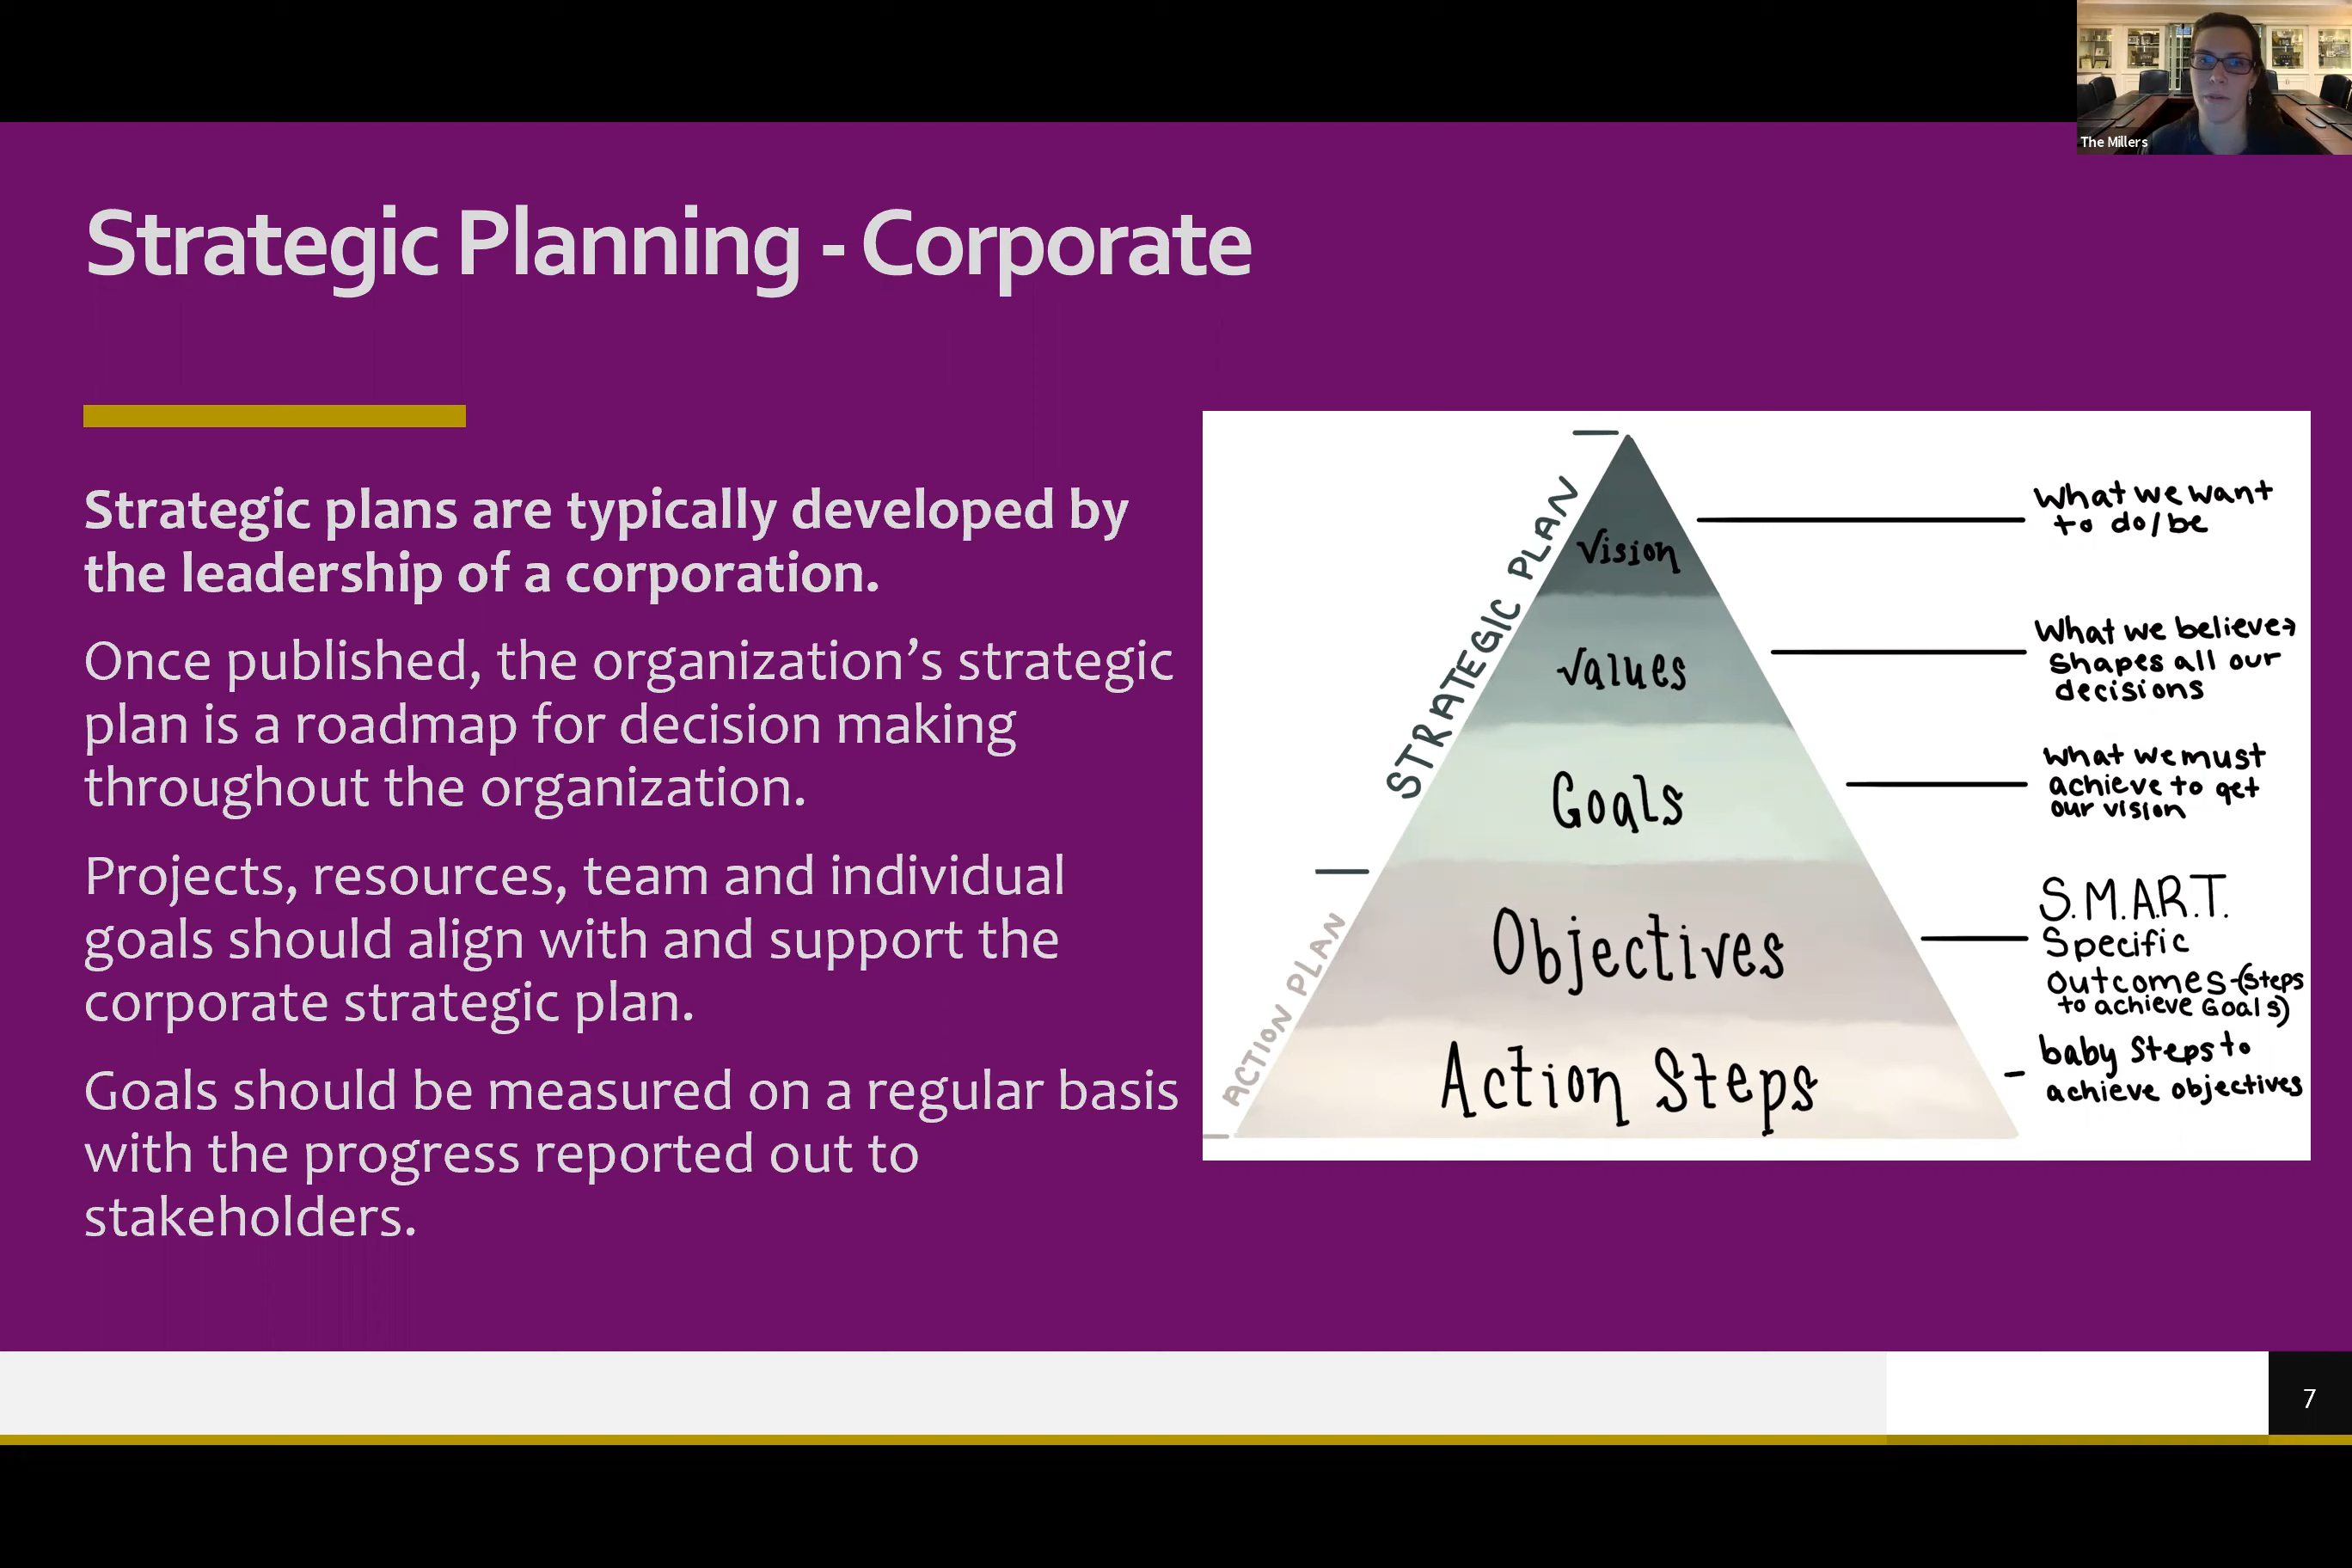 The Millers
Strategic Planning - Corporate
Strategic plans are typically developed by
the leadership of a corporation.
Once published, the organization’s strategic
plan is a roadmap for decision making
throughout the organization.
Projects, resources, team and individual
goals should align with and support the
corporate strategic plan.
Goals should be measured on a regular basis
with the progress reported out to
stakeholders.
STRATEGIC PLAN
ACTION PLAN
Vision
Values
Goals
Objectives
Action Steps
What we want
to do/be
What we believe→
shapes all our
decisions
What we must
achieve to get
our vision
S.M.A.R.T.
Specific
outcomes-(steps
to achieve Goals)
baby steps to
achieve objectives
7